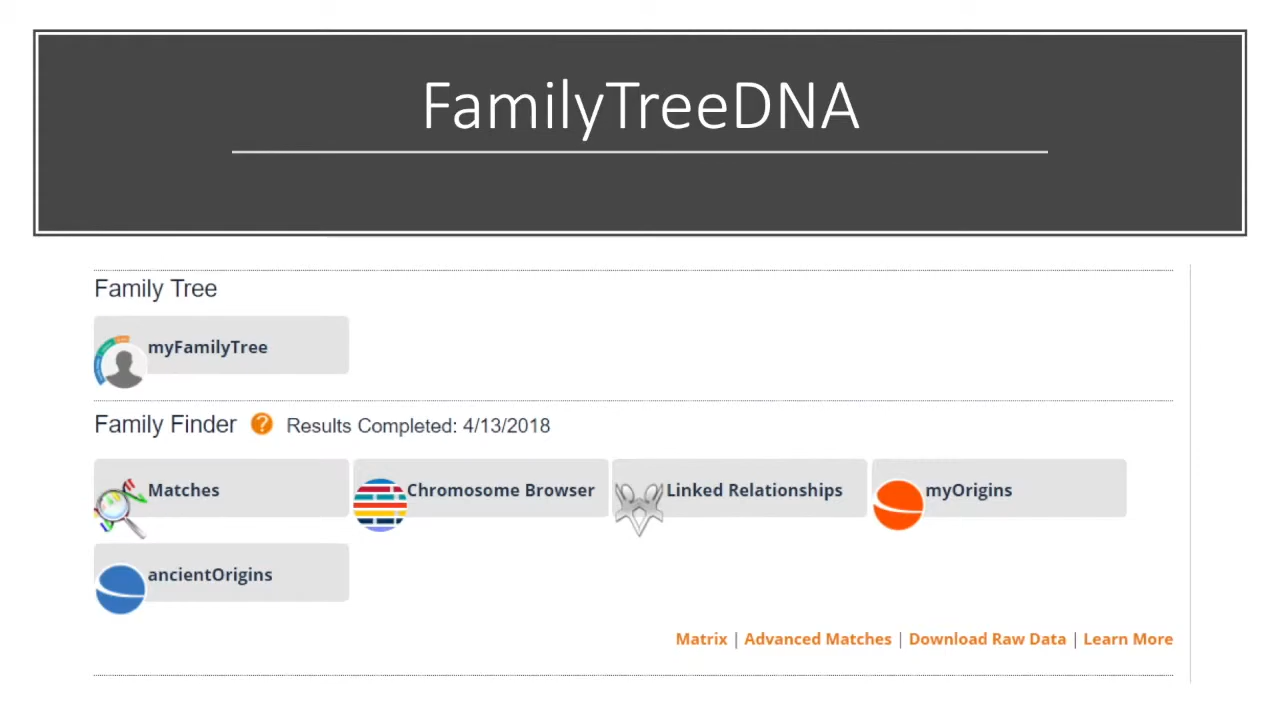 FamilyTreeDNA
Family Tree
myFamilyTree
Family Finder ? Results Completed: 4/13/2018
Matches Chromosome Browser Linked Relationships myOrigins
ancientOrigins
Matrix | Advanced Matches | Download Raw Data | Learn More